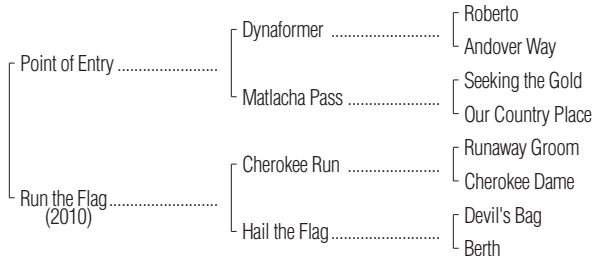 Roberto
Dynaformer ......................
Andover Way
Point of Entry ....................
Seeking the Gold
Matlacha Pass ...................
Our Country Place
Runaway Groom
Cherokee Run ...................
Cherokee Dame
Run the Flag......................
(2010)
Devil's Bag
Hail the Flag......................
Berth